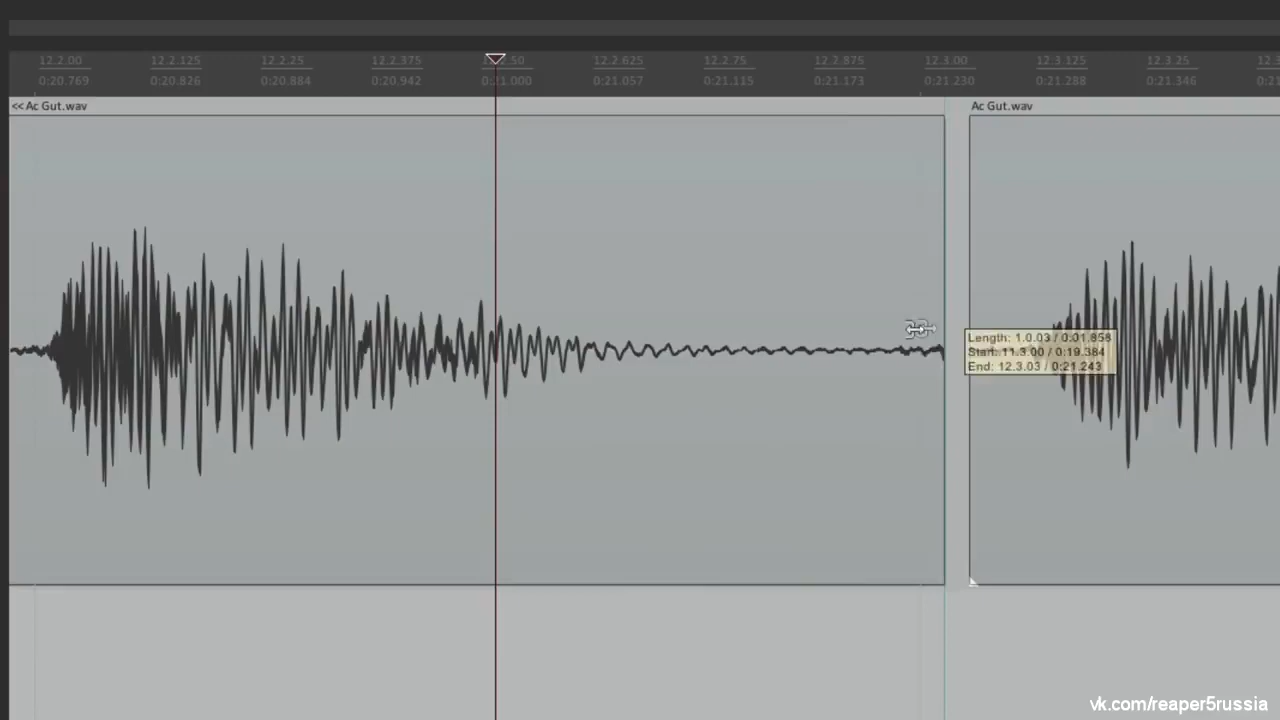 12.2.00 12.2.125 12.2.25 12.2.375 .50 12.2.625 12.2.75 12.2.875 12.3.00 12.3.125 12.3.25
0:20.769 0:20.826 0:20.884 0:20.942 0:21.000 0:21.057 0:21.115 0:21.173 0:21.230 0:21.288 0:21.346
<< Ac Gut.wav Ac Gut.wav
Length: 1.0.03 / 0:01.858
Start: 11.3.00 / 0:19.384
End: 12.3.03 / 0:21.243
vk.com/reaper5russia